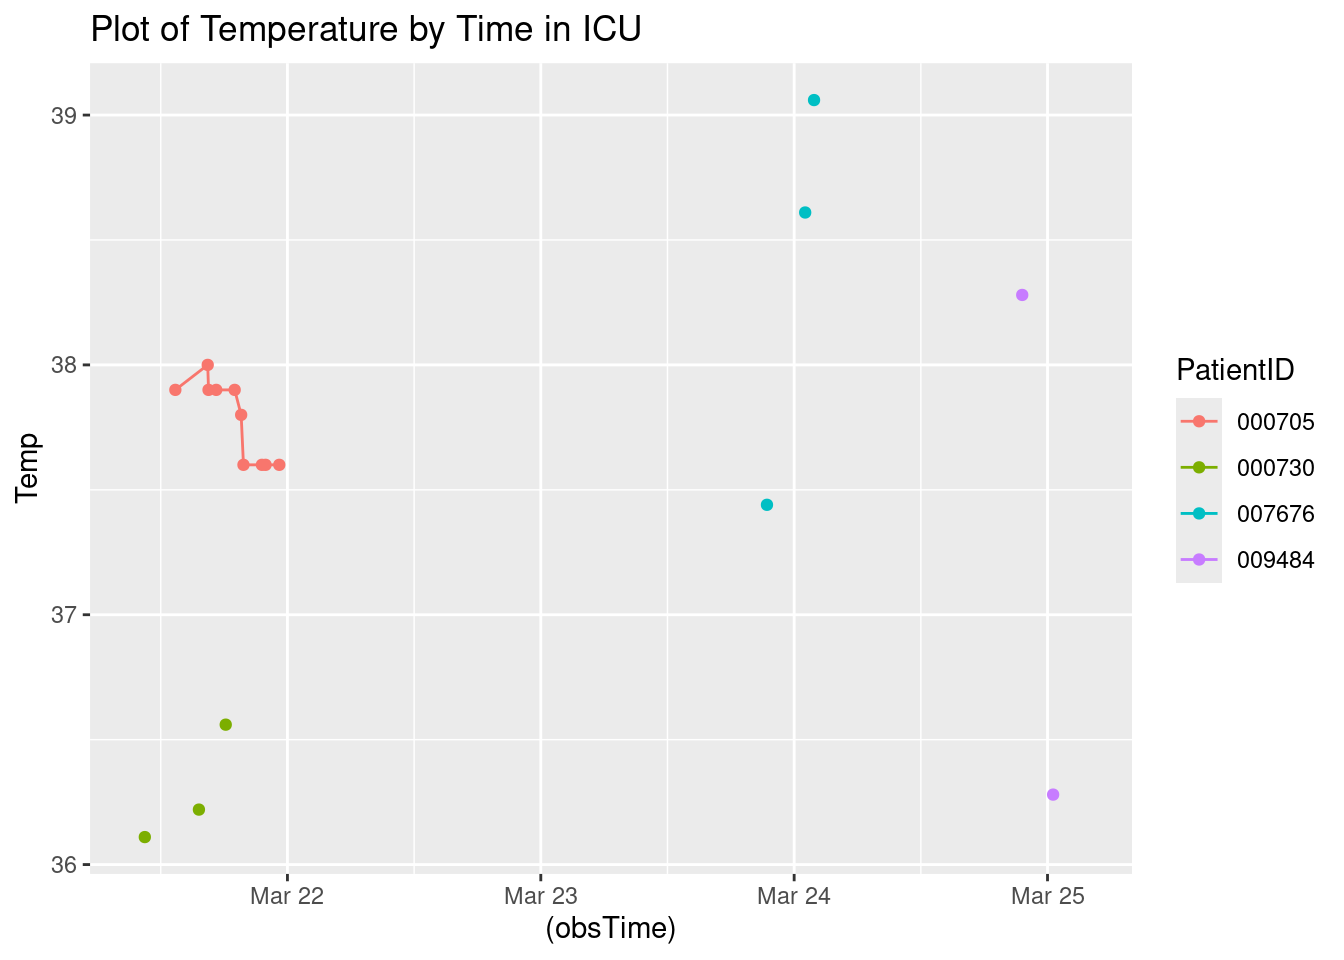 Plot of Temperature by Time in ICU
39
38
37
36
Temp
Mar 22
Mar 23
Mar 24
Mar 25
(obsTime)
PatientID
000705
000730
007676
009484